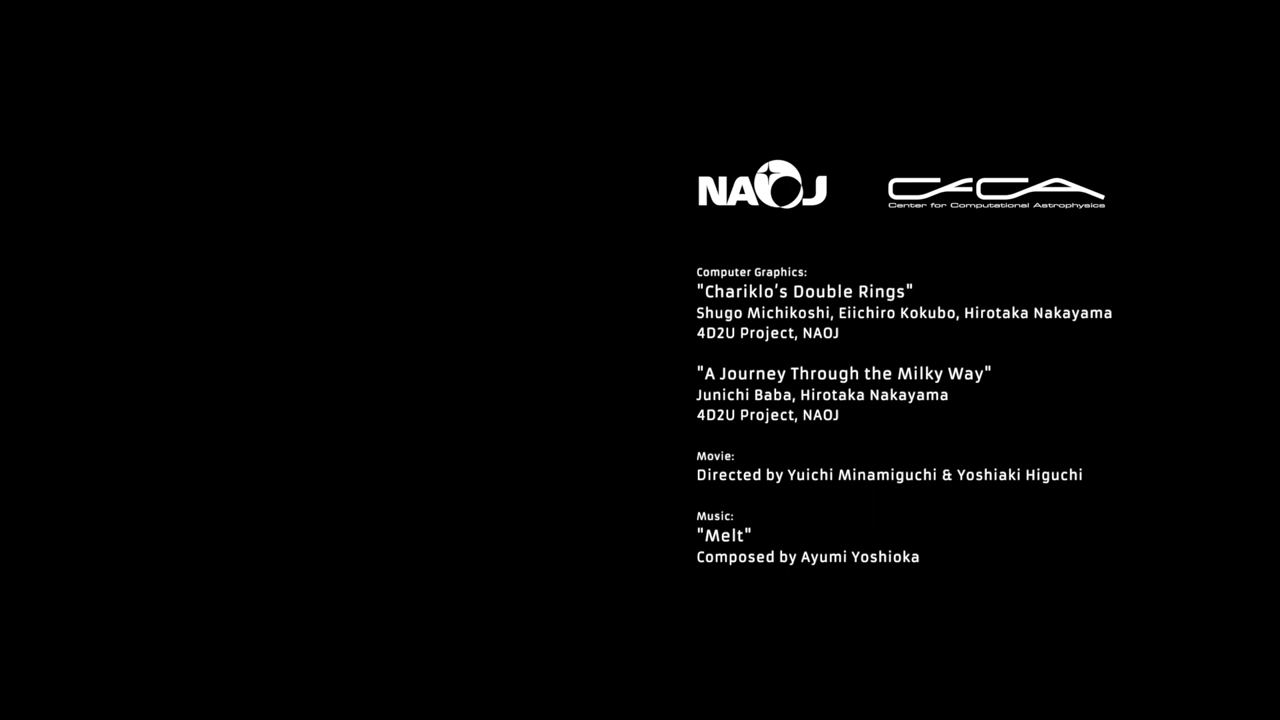 NAOJ
CfCA
Center for Computational Astrophysics
Computer Graphics:
"Chariklo’s Double Rings"
Shugo Michikoshi, Eiichiro Kokubo, Hirotaka Nakayama
4D2U Project, NAOJ
"A Journey Through the Milky Way"
Junichi Baba, Hirotaka Nakayama
4D2U Project, NAOJ
Movie:
Directed by Yuichi Minamiguchi & Yoshiaki Higuchi
Music:
"Melt"
Composed by Ayumi Yoshioka